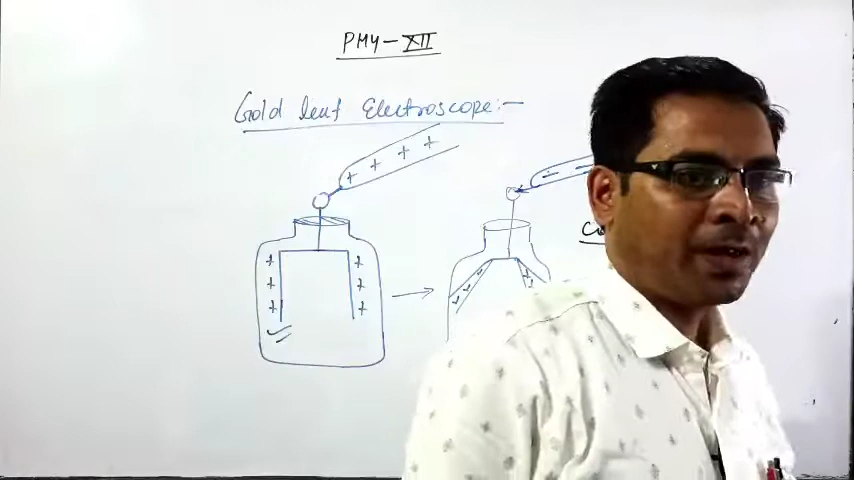 PHY-XII
Gold leaf Electroscope:-
+ + + +
- -
+ +
+ +
+ +